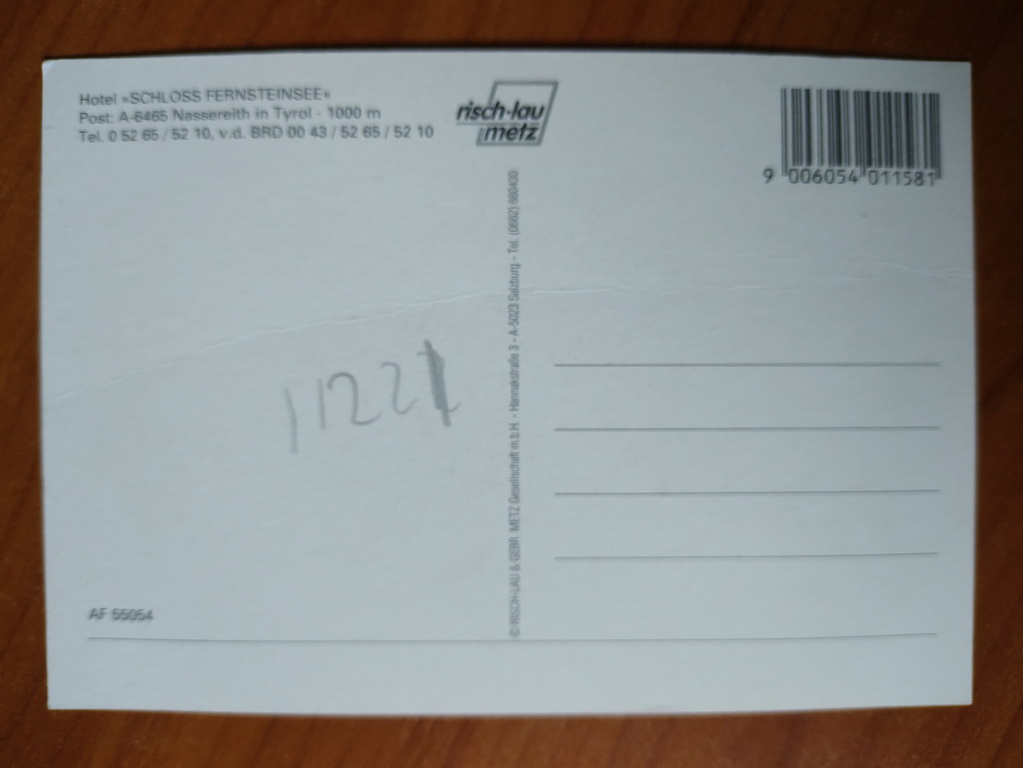 Hotel »SCHLOSS FERNSTEINSEE«
Post: A-6465 Nassereith in Tyrol - 1000 m
Tel. 0 52 65 / 52 10, v.d. BRD 00 43 / 52 65 / 52 10
risch-lau
metz
9 006054 011581
© RISCH-LAU & GEBR. METZ Gesellschaft m.b.H. - Hannakstraße 3 - A-5023 Salzburg - Tel. (0662) 660430
1122
AF 55054